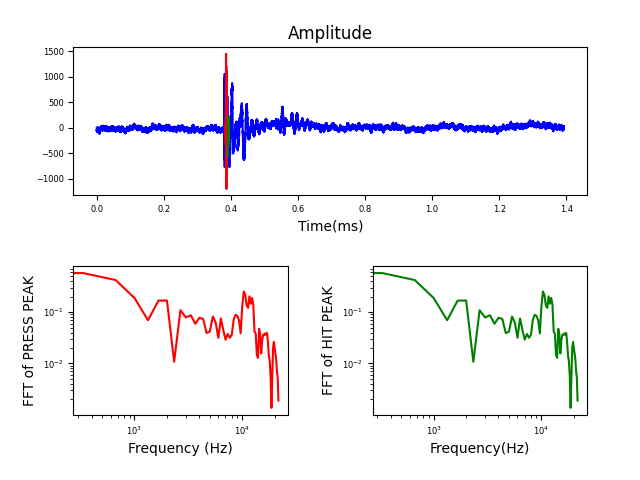 Amplitude
1500
1000
500
0
−500
−1000
0.0 0.2 0.4 0.6 0.8 1.0 1.2 1.4
Time(ms)
FFT of PRESS PEAK
10⁻¹
10⁻²
10³ 10⁴
Frequency (Hz)
FFT of HIT PEAK
10⁻¹
10⁻²
10³ 10⁴
Frequency(Hz)